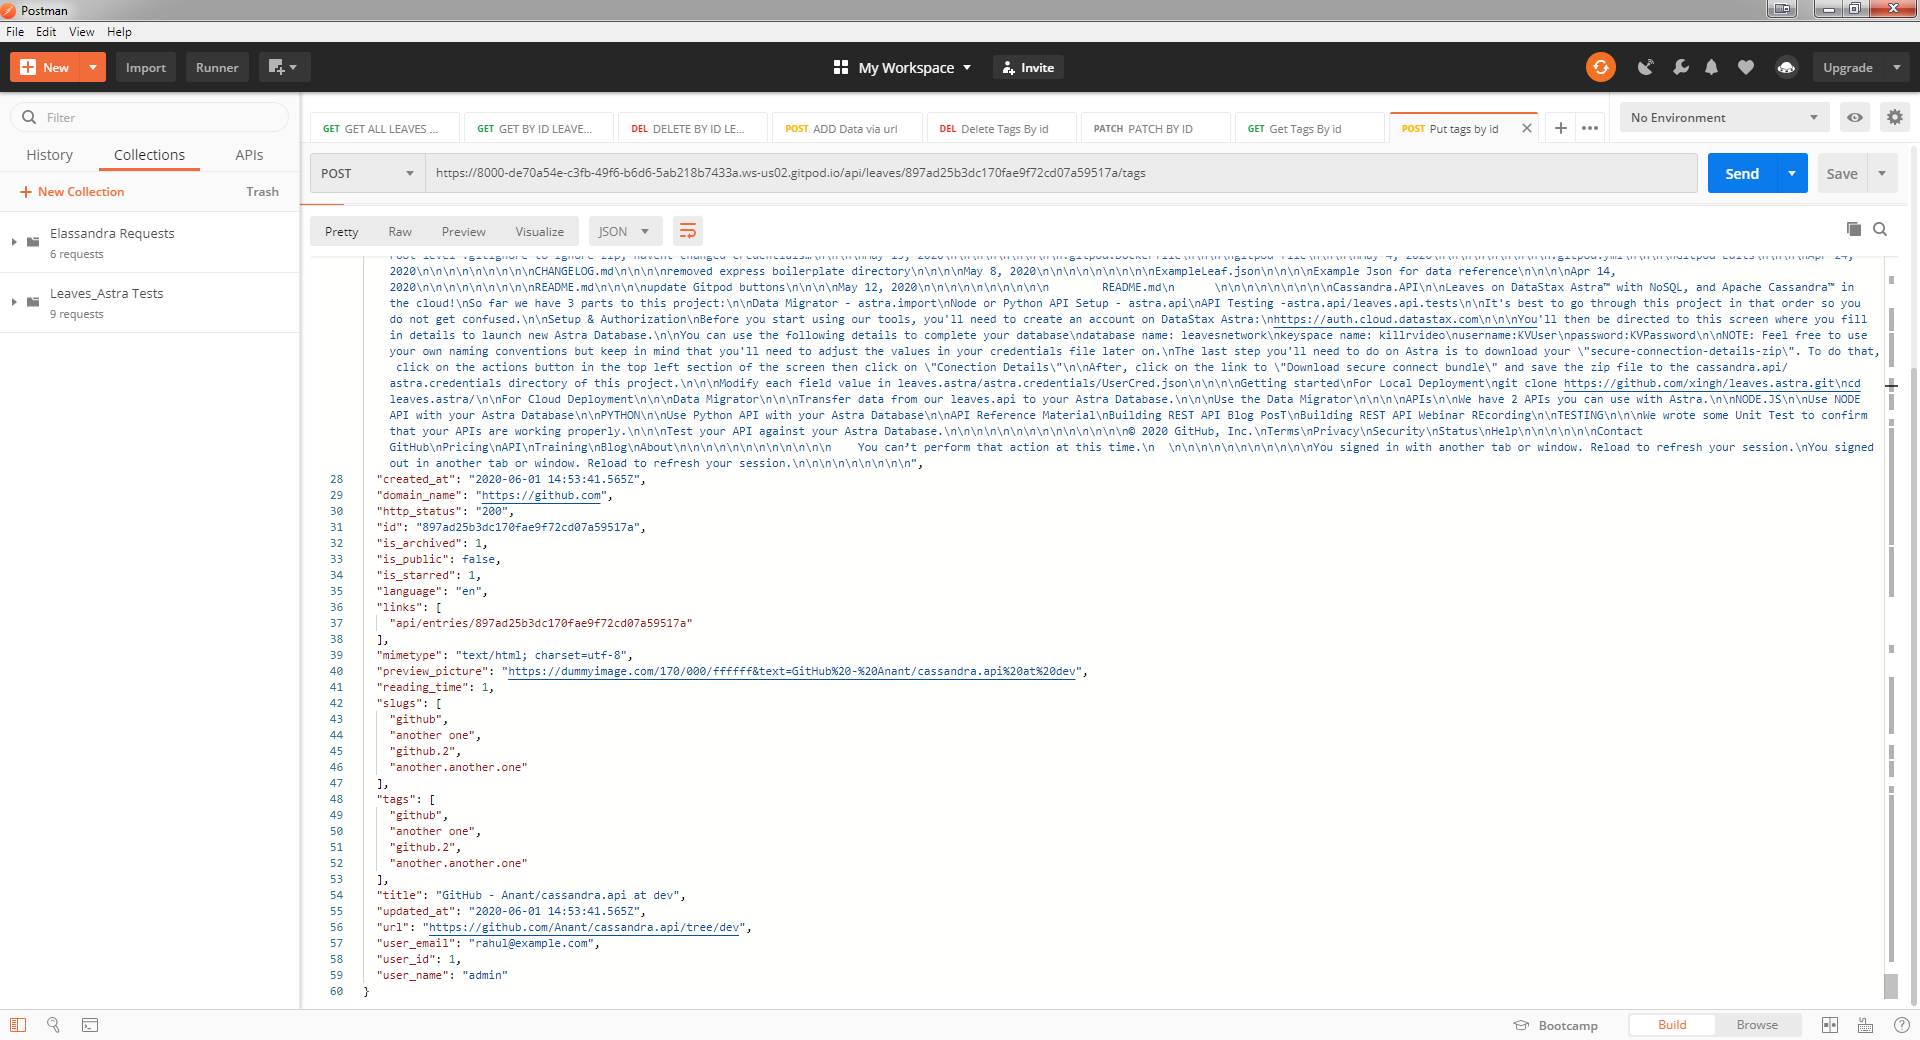 Postman
File Edit View Help
New Import Runner My Workspace Invite Upgrade
Filter
GET GET ALL LEAVES ... GET GET BY ID LEAVE... DEL DELETE BY ID LE... POST ADD Data via url DEL Delete Tags By id PATCH PATCH BY ID GET Get Tags By id POST Put tags by id No Environment
History Collections APIs
POST https://8000-de70a54e-c3fb-49f6-b6d6-5ab218b7433a.ws-us02.gitpod.io/api/leaves/897ad25b3dc170fae9f72cd07a59517a/tags Send Save
New Collection Trash
Pretty Raw Preview Visualize JSON
Elassandra Requests
6 requests
Leaves_Astra Tests
9 requests
2020\n\n\n\n\n\n\n\n\nCHANGELOG.md\n\n\n\nremoved express boilerplate directory\n\n\n\nMay 8, 2020\n\n\n\n\n\n\n\n\nExampleLeaf.json\n\n\n\nExample Json for data reference\n\n\n\nApr 14,
2020\n\n\n\n\n\n\n\n\nREADME.md\n\n\n\nupdate Gitpod buttons\n\n\n\nMay 12, 2020\n\n\n\n\n\n\n\n\n\n README.md\n \n\n\n\n\n\n\n\n\nCassandra.API\n\nLeaves on DataStax Astra™ with NoSQL, and Apache Cassandra™ in
the cloud!\nSo far we have 3 parts to this project:\n\nData Migrator - astra.import\nNode or Python API Setup - astra.api\nAPI Testing -astra.api/leaves.api.tests\n\nIt's best to go through this project in that order so you
do not get confused.\n\nSetup & Authorization\nBefore you start using our tools, you'll need to create an account on DataStax Astra:\nhttps://auth.cloud.datastax.com\n\n\nYou'll then be directed to this screen where you fill
in details to launch new Astra Database.\n\nYou can use the following details to complete your database\ndatabase name: leavesnetwork\nkeyspace name: killrvideo\nusername:KVUser\npassword:KVPassword\n\nNOTE: Feel free to use
your own naming conventions but keep in mind that you'll need to adjust the values in your credentials file later on.\nThe last step you'll need to do on Astra is to download your \"secure-connection-details-zip\". To do that,
click on the actions button in the top left section of the screen then click on \"Conection Details\"\n\nAfter, click on the link to \"Download secure connect bundle\" and save the zip file to the cassandra.api/
astra.credentials directory of this project.\n\n\nModify each field value in leaves.astra/astra.credentials/UserCred.json\n\n\n\nGetting started\nFor Local Deployment\ngit clone https://github.com/xingh/leaves.astra.git\ncd
leaves.astra/\n\nFor Cloud Deployment\n\n\nData Migrator\n\n\nTransfer data from our leaves.api to your Astra Database.\n\n\nUse the Data Migrator\n\n\n\nAPIs\n\nWe have 2 APIs you can use with Astra.\n\nNODE.JS\n\nUse NODE
API with your Astra Database\n\nPYTHON\n\nUse Python API with your Astra Database\n\nAPI Reference Material\nBuilding REST API Blog PosT\nBuilding REST API Webinar REcording\n\nTESTING\n\n\nWe wrote some Unit Test to confirm
that your APIs are working properly.\n\n\nTest your API against your Astra Database.\n\n\n\n\n\n\n\n\n\n\n\n\n\n© 2020 GitHub, Inc.\nTerms\nPrivacy\nSecurity\nStatus\nHelp\n\n\n\n\n\nContact
GitHub\nPricing\nAPI\nTraining\nBlog\nAbout\n\n\n\n\n\n\n\n\n\n\n\n You can’t perform that action at this time.\n \n\n\n\n\n\n\n\n\n\nYou signed in with another tab or window. Reload to refresh your session.\nYou signed
out in another tab or window. Reload to refresh your session.\n\n\n\n\n\n\n\n\n",
28 "created_at": "2020-06-01 14:53:41.565Z",
29 "domain_name": "https://github.com",
30 "http_status": "200",
31 "id": "897ad25b3dc170fae9f72cd07a59517a",
32 "is_archived": 1,
33 "is_public": false,
34 "is_starred": 1,
35 "language": "en",
36 "links": [
37 "api/entries/897ad25b3dc170fae9f72cd07a59517a"
38 ],
39 "mimetype": "text/html; charset=utf-8",
40 "preview_picture": "https://dummyimage.com/170/000/ffffff&text=GitHub%20-%20Anant/cassandra.api%20at%20dev",
41 "reading_time": 1,
42 "slugs": [
43 "github",
44 "another one",
45 "github.2",
46 "another.another.one"
47 ],
48 "tags": [
49 "github",
50 "another one",
51 "github.2",
52 "another.another.one"
53 ],
54 "title": "GitHub - Anant/cassandra.api at dev",
55 "updated_at": "2020-06-01 14:53:41.565Z",
56 "url": "https://github.com/Anant/cassandra.api/tree/dev",
57 "user_email": "rahul@example.com",
58 "user_id": 1,
59 "user_name": "admin"
60 }
Bootcamp Build Browse